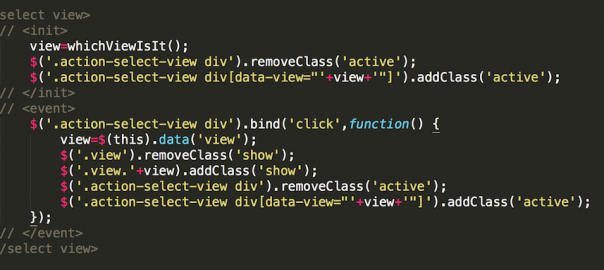 select view>
// <init>
view=whichViewIsIt();
$('.action-select-view div').removeClass('active');
$('.action-select-view div[data-view="'+view+'"]').addClass('active');
// </init>
// <event>
$('.action-select-view div').bind('click',function() {
view=$(this).data('view');
$('.view').removeClass('show');
$('.view.'+view).addClass('show');
$('.action-select-view div').removeClass('active');
$('.action-select-view div[data-view="'+view+'"]').addClass('active');
});
// </event>
/select view>